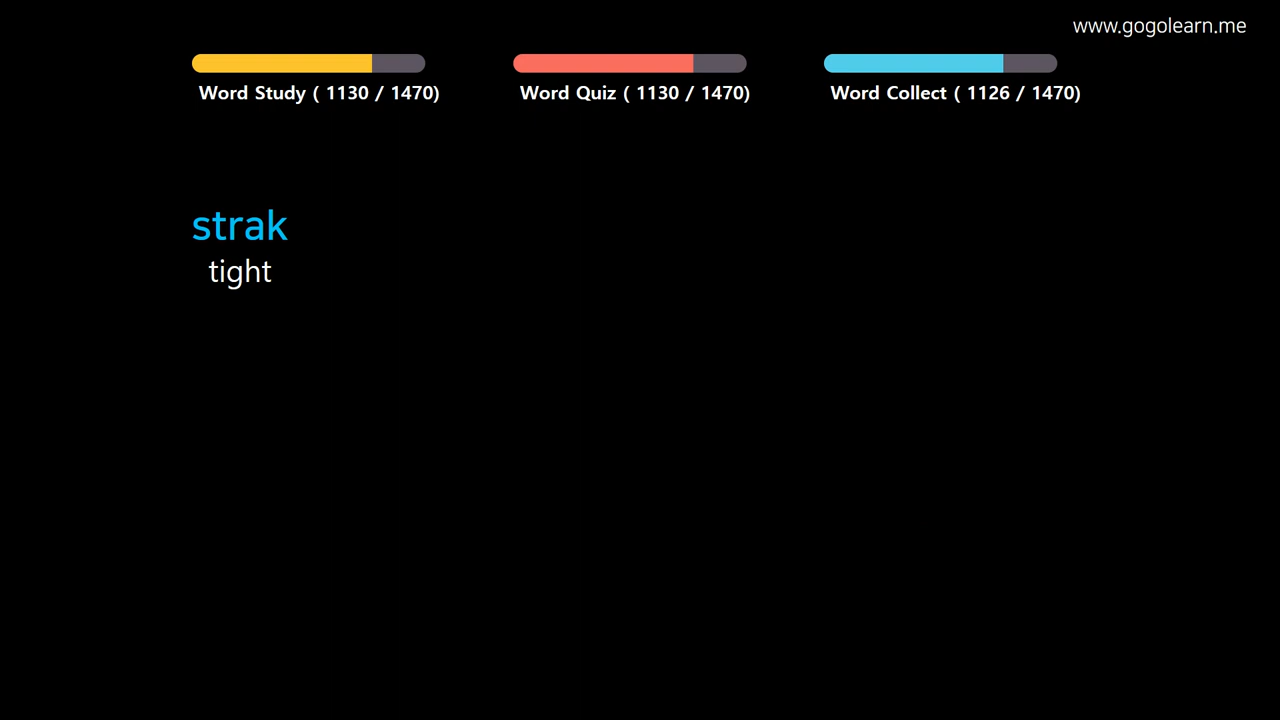 www.gogolearn.me
Word Study ( 1130 / 1470)
Word Quiz ( 1130 / 1470)
Word Collect ( 1126 / 1470)
strak
tight